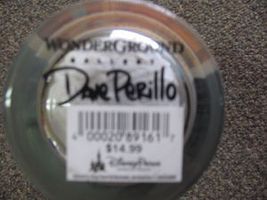 WONDERGROUND
GALLERY
Dave Perillo
4 00020 89161 7
$14.99
Disney Parks